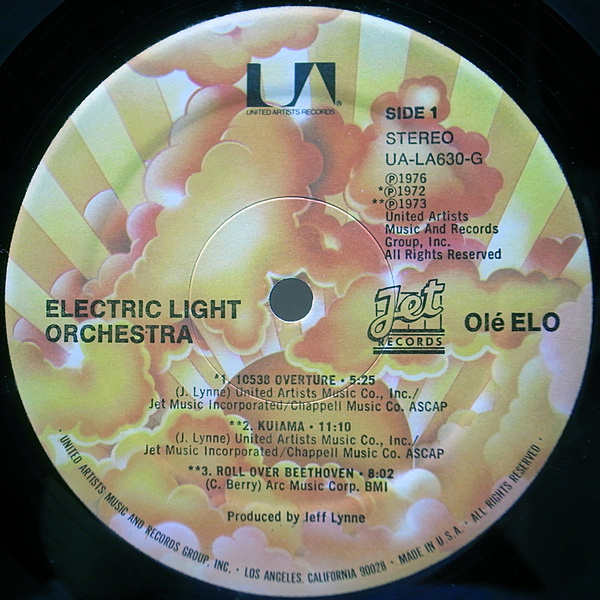 UA®
UNITED ARTISTS RECORDS
SIDE 1
STEREO
UA-LA630-G
℗1976
*℗1972
**℗1973
United Artists
Music And Records
Group, Inc.
All Rights Reserved
ELECTRIC LIGHT
ORCHESTRA
Jet
RECORDS
Olé ELO
*1. 10538 OVERTURE • 5:25
(J. Lynne) United Artists Music Co., Inc./
Jet Music Incorporated/Chappell Music Co. ASCAP
**2. KUIAMA • 11:10
(J. Lynne) United Artists Music Co., Inc./
Jet Music Incorporated/Chappell Music Co. ASCAP
**3. ROLL OVER BEETHOVEN • 8:02
(C. Berry) Arc Music Corp. BMI
Produced by Jeff Lynne
· UNITED ARTISTS MUSIC AND RECORDS GROUP, INC. · LOS ANGELES, CALIFORNIA 90028 · MADE IN U.S.A. · ALL RIGHTS RESERVED ·